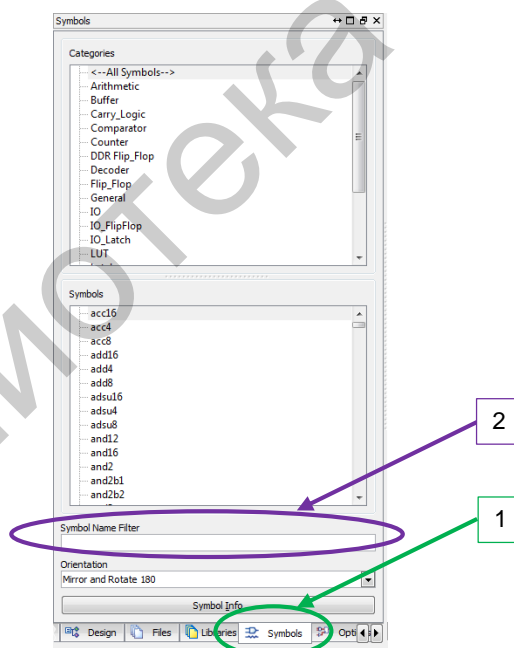 Symbols
Categories
<--All Symbols-->
Arithmetic
Buffer
Carry_Logic
Comparator
Counter
DDR Flip_Flop
Decoder
Flip_Flop
General
IO
IO_FlipFlop
IO_Latch
LUT
Symbols
acc16
acc4
acc8
add16
add4
add8
adsu16
adsu4
adsu8
and12
and16
and2
and2b1
and2b2
2
Symbol Name Filter
1
Orientation
Mirror and Rotate 180
Symbol Info
Design Files Libraries Symbols Opti